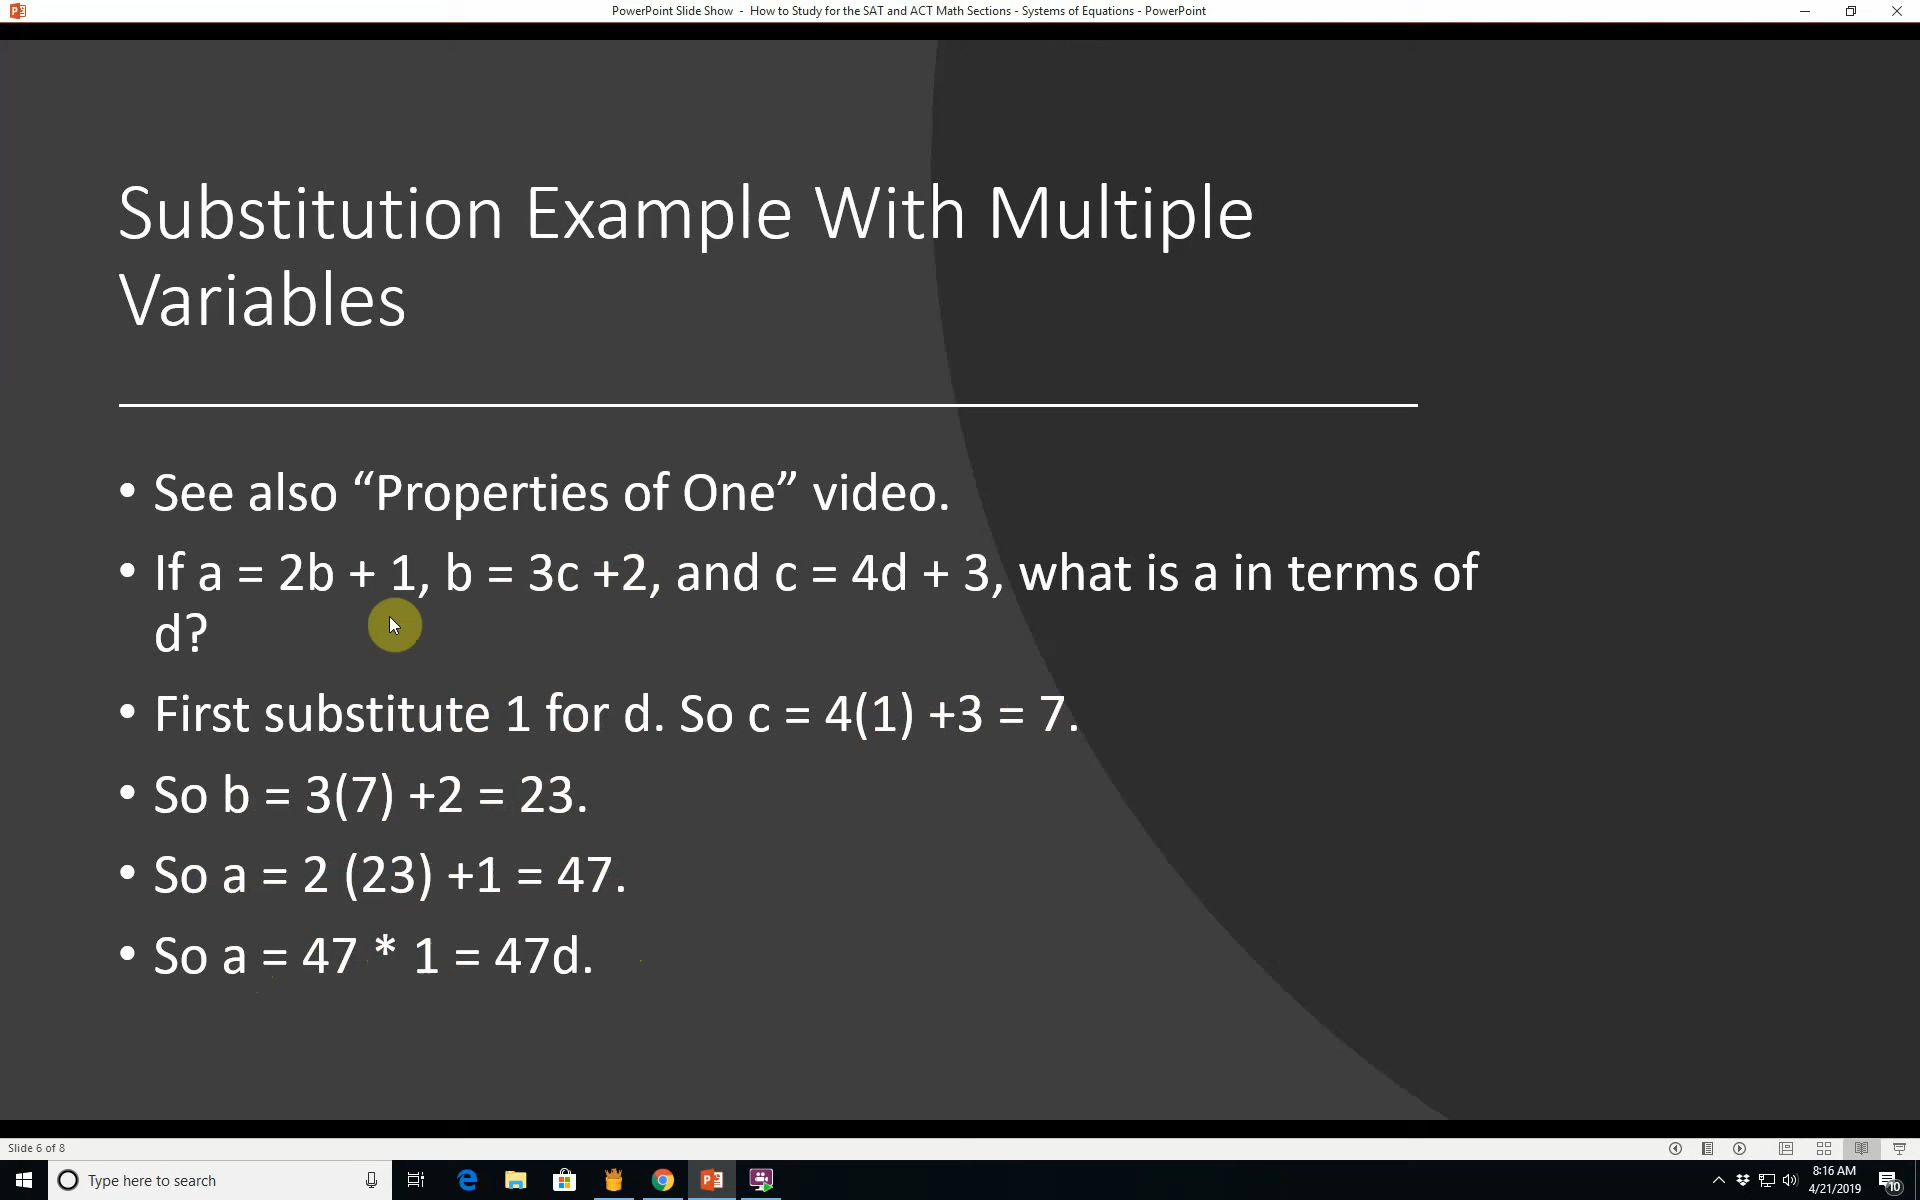 PowerPoint Slide Show - How to Study for the SAT and ACT Math Sections - Systems of Equations - PowerPoint
Substitution Example With Multiple
Variables
• See also “Properties of One” video.
• If a = 2b + 1, b = 3c +2, and c = 4d + 3, what is a in terms of
d?
• First substitute 1 for d. So c = 4(1) +3 = 7.
• So b = 3(7) +2 = 23.
• So a = 2 (23) +1 = 47.
• So a = 47 * 1 = 47d.
Slide 6 of 8
Type here to search
8:16 AM
4/21/2019
10